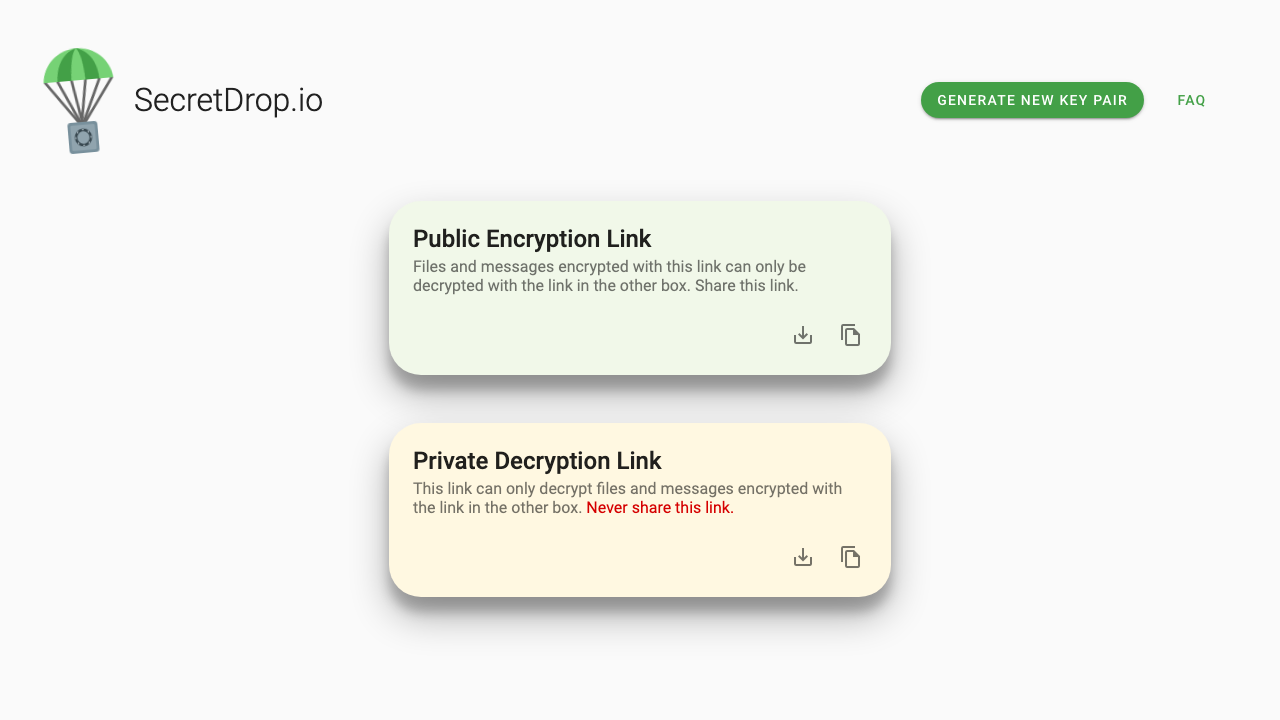 SecretDrop.io
GENERATE NEW KEY PAIR
FAQ
Public Encryption Link
Files and messages encrypted with this link can only be
decrypted with the link in the other box. Share this link.
Private Decryption Link
This link can only decrypt files and messages encrypted with
the link in the other box. Never share this link.